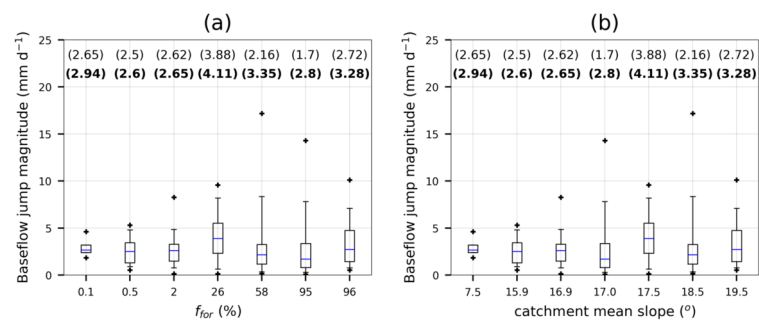 (a)
Baseflow jump magnitude (mm d⁻¹)
25
20
15
10
5
0
(2.65) (2.5) (2.62) (3.88) (2.16) (1.7) (2.72)
(2.94) (2.6) (2.65) (4.11) (3.35) (2.8) (3.28)
0.1 0.5 2 26 58 95 96
f_for (%)
(b)
Baseflow jump magnitude (mm d⁻¹)
25
20
15
10
5
0
(2.65) (2.5) (2.62) (1.7) (3.88) (2.16) (2.72)
(2.94) (2.6) (2.65) (2.8) (4.11) (3.35) (3.28)
7.5 15.9 16.9 17.0 17.5 18.5 19.5
catchment mean slope (°)